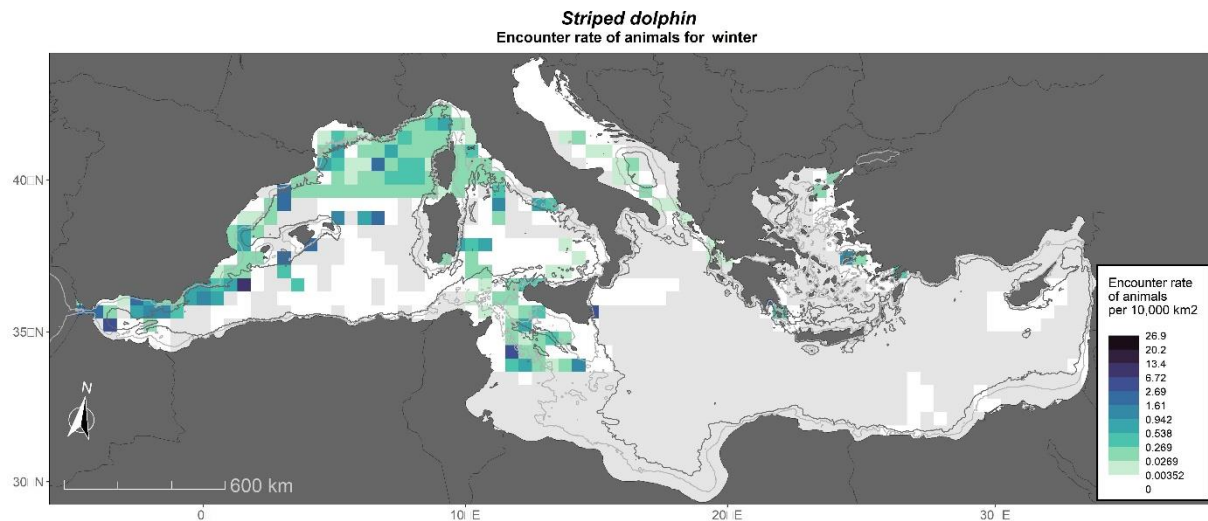 Striped dolphin
Encounter rate of animals for winter
40□N
35□N
30□N
N
600 km
0
10□E
20□E
30□E
Encounter rate
of animals
per 10,000 km2
26.9
20.2
13.4
6.72
2.69
1.61
0.942
0.538
0.269
0.0269
0.00352
0